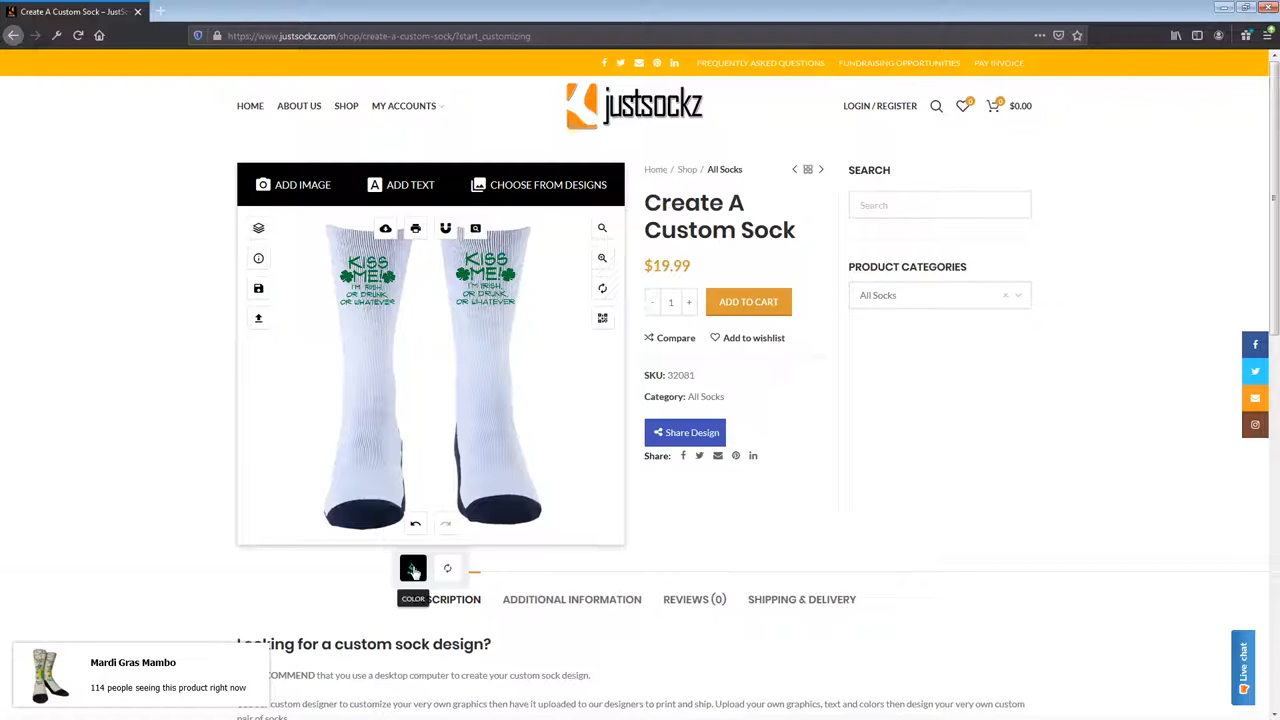 Create A Custom Sock – JustSoc
https://www.justsockz.com/shop/create-a-custom-sock/?start_customizing
FREQUENTLY ASKED QUESTIONS FUNDRAISING OPPORTUNITIES PAY INVOICE
HOME ABOUT US SHOP MY ACCOUNTS
justsockz
LOGIN / REGISTER 0 0 $0.00
ADD IMAGE ADD TEXT CHOOSE FROM DESIGNS
KISS ME! I'M IRISH, OR DRUNK, OR WHATEVER
KISS ME! I'M IRISH, OR DRUNK, OR WHATEVER
COLOR
Home / Shop / All Socks
Create A
Custom Sock
$19.99
- 1 + ADD TO CART
Compare Add to wishlist
SKU: 32081
Category: All Socks
Share Design
Share:
SEARCH
Search
PRODUCT CATEGORIES
All Socks
ADDITIONAL INFORMATION REVIEWS (0) SHIPPING & DELIVERY
for a custom sock design?
that you use a desktop computer to create your custom sock design.
custom designer to customize your very own graphics then have it uploaded to our designers to print and ship. Upload your own graphics, text and colors then design your very own custom
pair of socks.
Mardi Gras Mambo
114 people seeing this product right now
Live chat